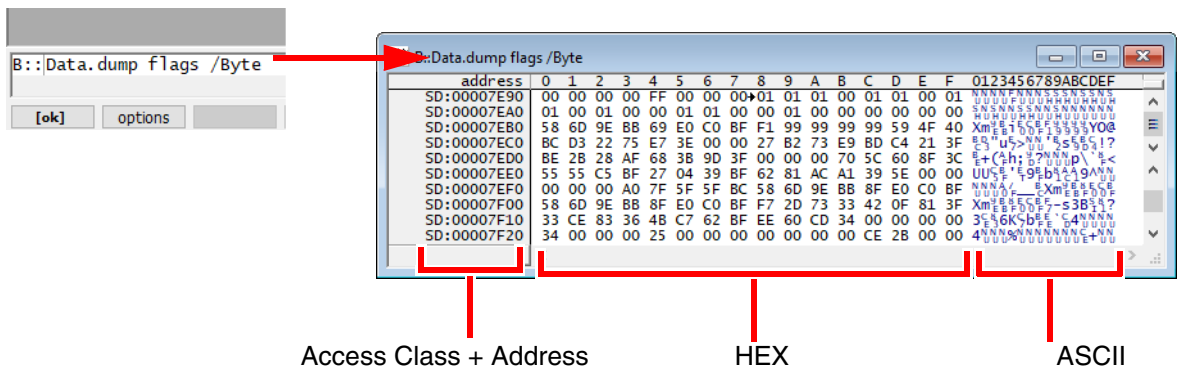 B::Data.dump flags /Byte
[ok] options
B::Data.dump flags /Byte
address 0 1 2 3 4 5 6 7 8 9 A B C D E F 0123456789ABCDEF
SD:00007E90 00 00 00 00 FF 00 00 00 01 01 01 00 01 01 00 01
SD:00007EA0 01 00 01 00 00 01 01 00 01 00 00 00 00 00 00 00
SD:00007EB0 58 6D 9E BB 69 E0 C0 BF F1 99 99 99 99 59 4F 40
SD:00007EC0 BC D3 22 75 E7 3E 00 00 27 B2 73 E9 BD C4 21 3F
SD:00007ED0 BE 2B 28 AF 68 3B 9D 3F 00 00 00 70 5C 60 8F 3C
SD:00007EE0 55 55 C5 BF 27 04 39 BF 62 81 AC A1 39 5E 00 00
SD:00007EF0 00 00 00 A0 7F 5F 5F BC 58 6D 9E BB 8F E0 C0 BF
SD:00007F00 58 6D 9E BB 8F E0 C0 BF F7 2D 73 33 42 0F 81 3F
SD:00007F10 33 CE 83 36 4B C7 62 BF EE 60 CD 34 00 00 00 00
SD:00007F20 34 00 00 00 25 00 00 00 00 00 00 00 CE 2B 00 00
Access Class + Address HEX ASCII